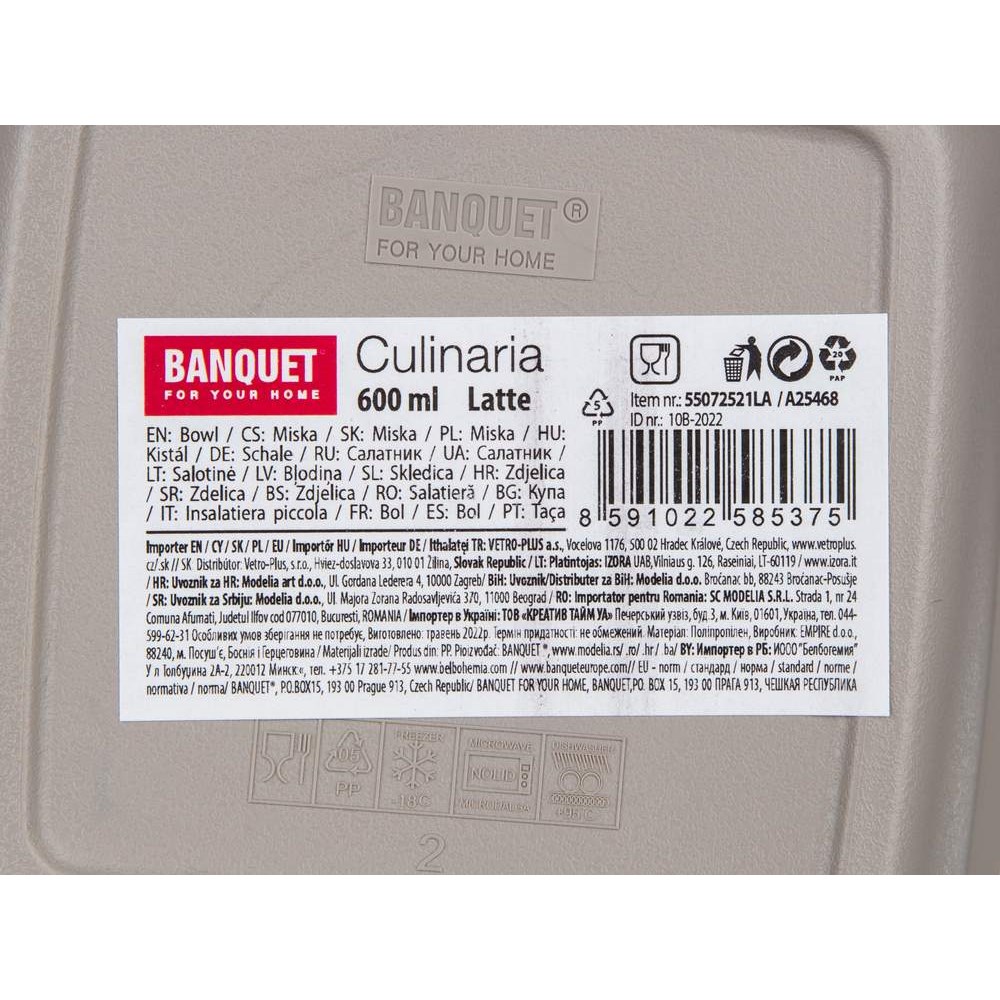 BANQUET®
FOR YOUR HOME
BANQUET
FOR YOUR HOME
Culinaria
600 ml Latte
20
PAP
5
PP
Item nr.: 55072521LA / A25468
ID nr.: 10B-2022
EN: Bowl / CS: Miska / SK: Miska / PL: Miska / HU:
Kistál / DE: Schale / RU: Салатник / UA: Салатник /
LT: Salotinė / LV: Bļodiņa / SL: Skledica / HR: Zdjelica
/ SR: Zdelica / BS: Zdjelica / RO: Salatieră / BG: Купа
/ IT: Insalatiera piccola / FR: Bol / ES: Bol / PT: Taça
8 591022 585375
Importer EN / CY / SK / PL / EU / Importőr HU / Importeur DE / Ithalatęi TR: VETRO-PLUS a.s., Vocelova 1176, 500 02 Hradec Králové, Czech Republic, www.vetroplus.
cz/.sk // SK Distribútor: Vetro-Plus, s.r.o., Hviez-doslavova 33, 010 01 Žilina, Slovak Republic / LT: Platintojas: IZORA UAB, Vilniaus g. 126, Raseiniai, LT-60119 / www.izora.lt
/ HR: Uvoznik za HR: Modelia art d.o.o., Ul. Gordana Lederera 4, 10000 Zagreb/ BiH: Uvoznik/Distributer za BiH: Modelia d.o.o., Broćanac bb, 88243 Broćanac-Posušje
/ SR: Uvoznik za Srbiju: Modelia d.o.o., Ul. Majora Zorana Radosavljevića 370, 11000 Beograd / RO: Importator pentru Romania: SC MODELIA S.R.L. Strada 1, nr 24
Comuna Afumati, Judetul Ilfov cod 077010, Bucuresti, ROMANIA / Імпортер в Україні: ТОВ «КРЕАТИВ ТАЙМ УА» Печерський узвіз, буд.3, м. Київ, 01601, Україна, тел. 044-
599-62-31 Особливих умов зберігання не потребує, Виготовлено: травень 2022р. Термін придатності: не обмежений. Матеріал: Поліпропілен, Виробник: EMPIRE d.o.o.,
88240, м. Посуш'є, Боснія і Герцеговина / Materijali izrade/ Produs din: PP. Proizvođač: BANQUET *, www.modelia.rs/ .ro/ .hr / .ba/ BY: Импортер в РБ: ИООО "Белбогемия"
У л Толбухина 2А-2, 220012 Минск «, тел. +375 17 281-77-55 www.belbohemia.com// www.banqueteurope.com// EU - norm / стандард / норма / standard / norme /
normativa / norma/ BANQUET*, P.O.BOX15, 193 00 Prague 913, Czech Republic/ BANQUET FOR YOUR HOME, BANQUET,P.O. BOX 15, 193 00 ПРАГА 913, ЧЕШКАЯ РЕСПУБЛИКА
05
PP
FREEZER
-18C
MICROWAVE
NOLID
DISHWASHER
+95°C
2